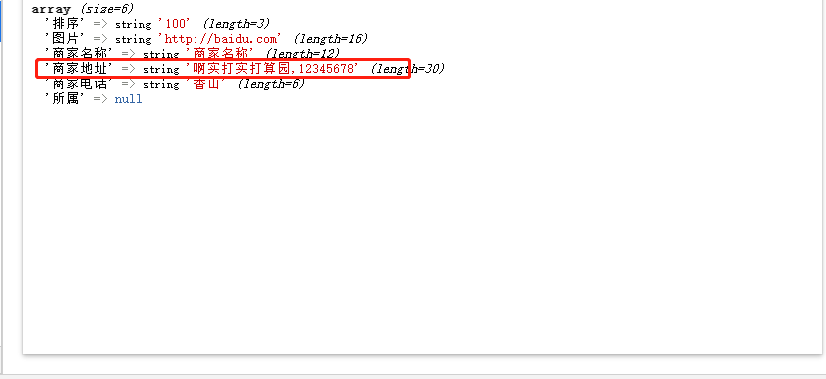 array (size=6)
'排序' => string '100' (length=3)
'图片' => string 'http://baidu.com' (length=16)
'商家名称' => string '商家名称' (length=12)
'商家地址' => string '啊实打实打算园,12345678' (length=30)
'商家电话' => string '香山' (length=6)
'所属' => null